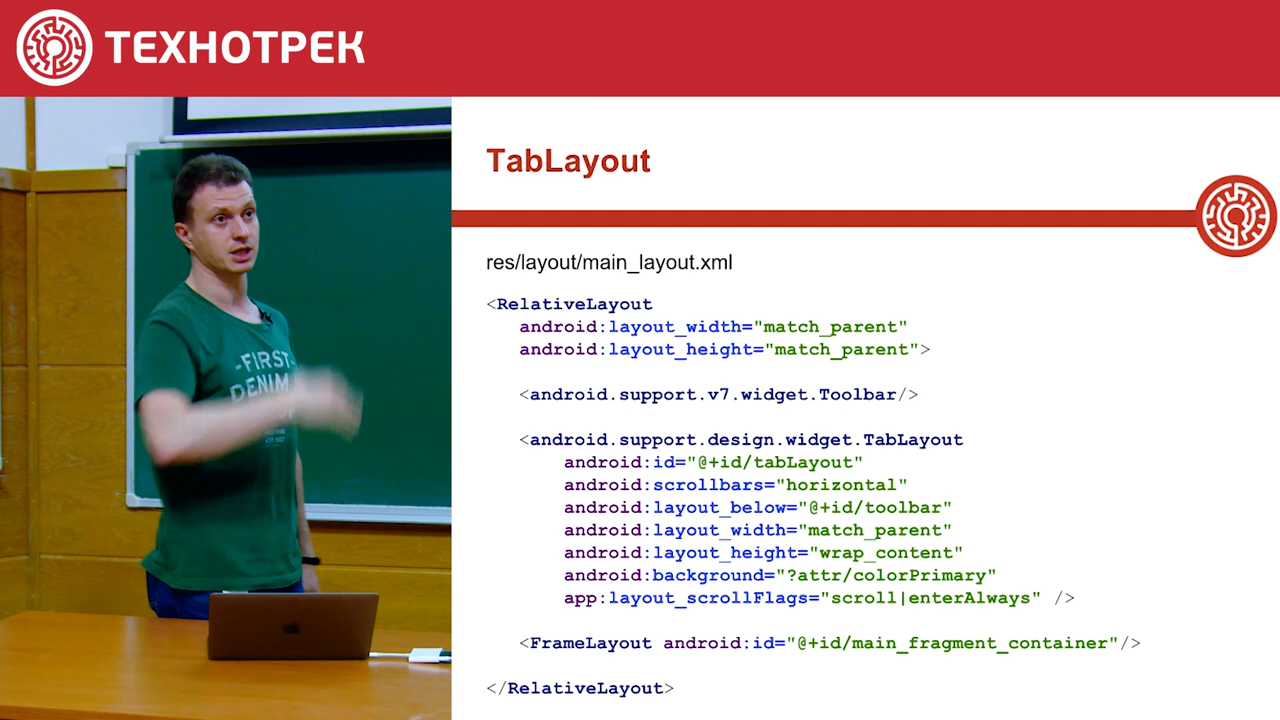 ТЕХНОТРЕК
TabLayout
res/layout/main_layout.xml
<RelativeLayout
android:layout_width="match_parent"
android:layout_height="match_parent">
<android.support.v7.widget.Toolbar/>
<android.support.design.widget.TabLayout
android:id="@+id/tabLayout"
android:scrollbars="horizontal"
android:layout_below="@+id/toolbar"
android:layout_width="match_parent"
android:layout_height="wrap_content"
android:background="?attr/colorPrimary"
app:layout_scrollFlags="scroll|enterAlways" />
<FrameLayout android:id="@+id/main_fragment_container"/>
</RelativeLayout>
-FIRST-
DENIM